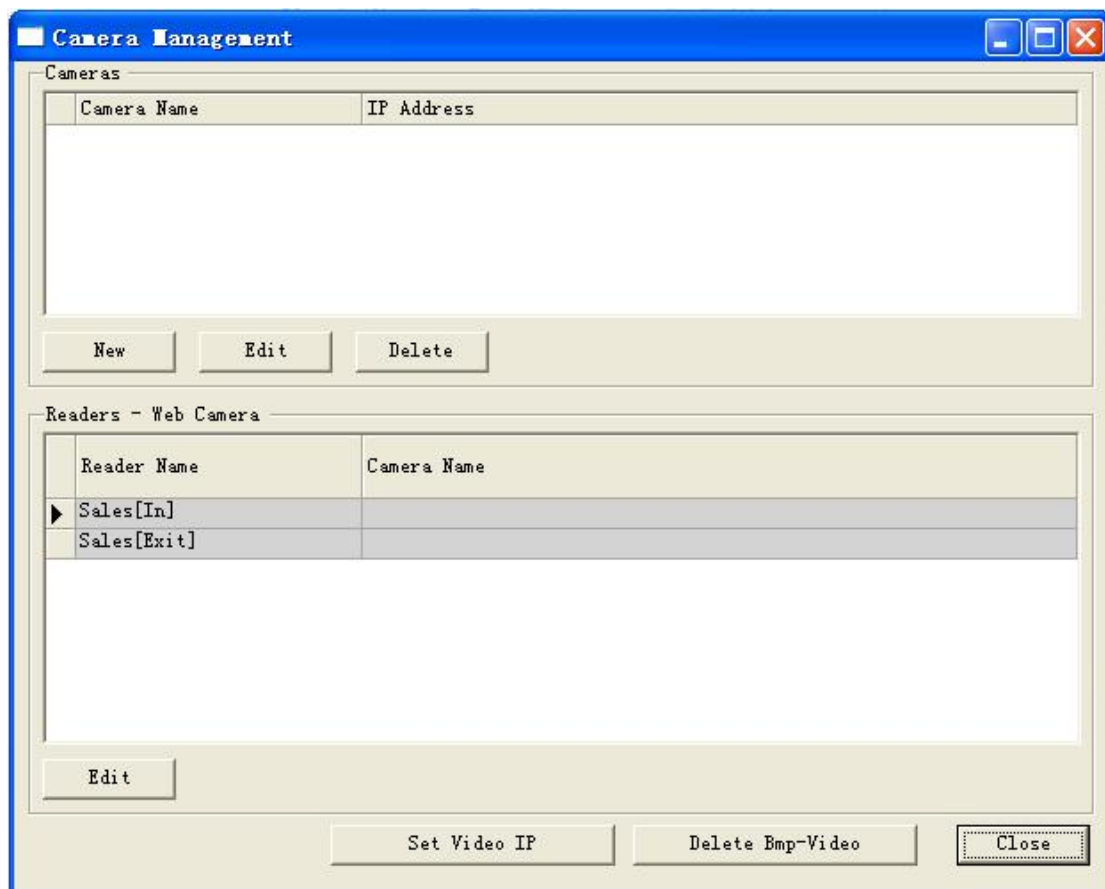 Camera Management
Cameras
Camera Name IP Address
New Edit Delete
Readers - Web Camera
Reader Name Camera Name
Sales[In]
Sales[Exit]
Edit
Set Video IP Delete Bmp-Video Close